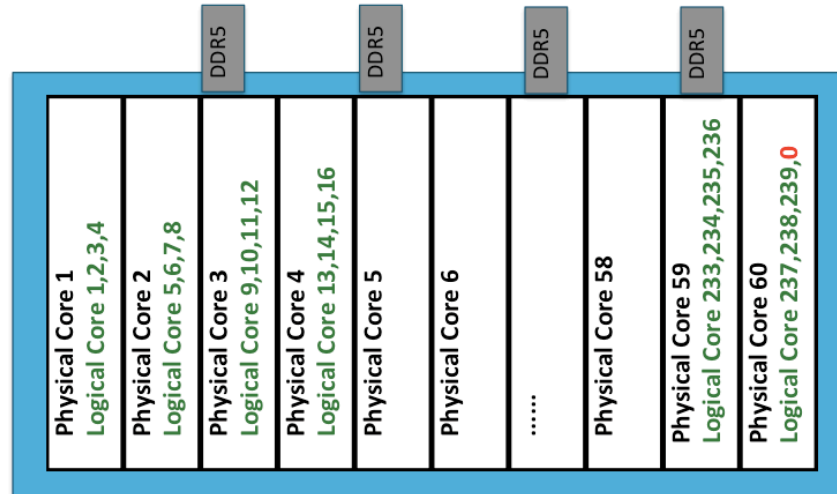 DDR5
DDR5
DDR5
DDR5
Physical Core 1
Logical Core 1,2,3,4
Physical Core 2
Logical Core 5,6,7,8
Physical Core 3
Logical Core 9,10,11,12
Physical Core 4
Logical Core 13,14,15,16
Physical Core 5
Physical Core 6
......
Physical Core 58
Physical Core 59
Logical Core 233,234,235,236
Physical Core 60
Logical Core 237,238,239,0